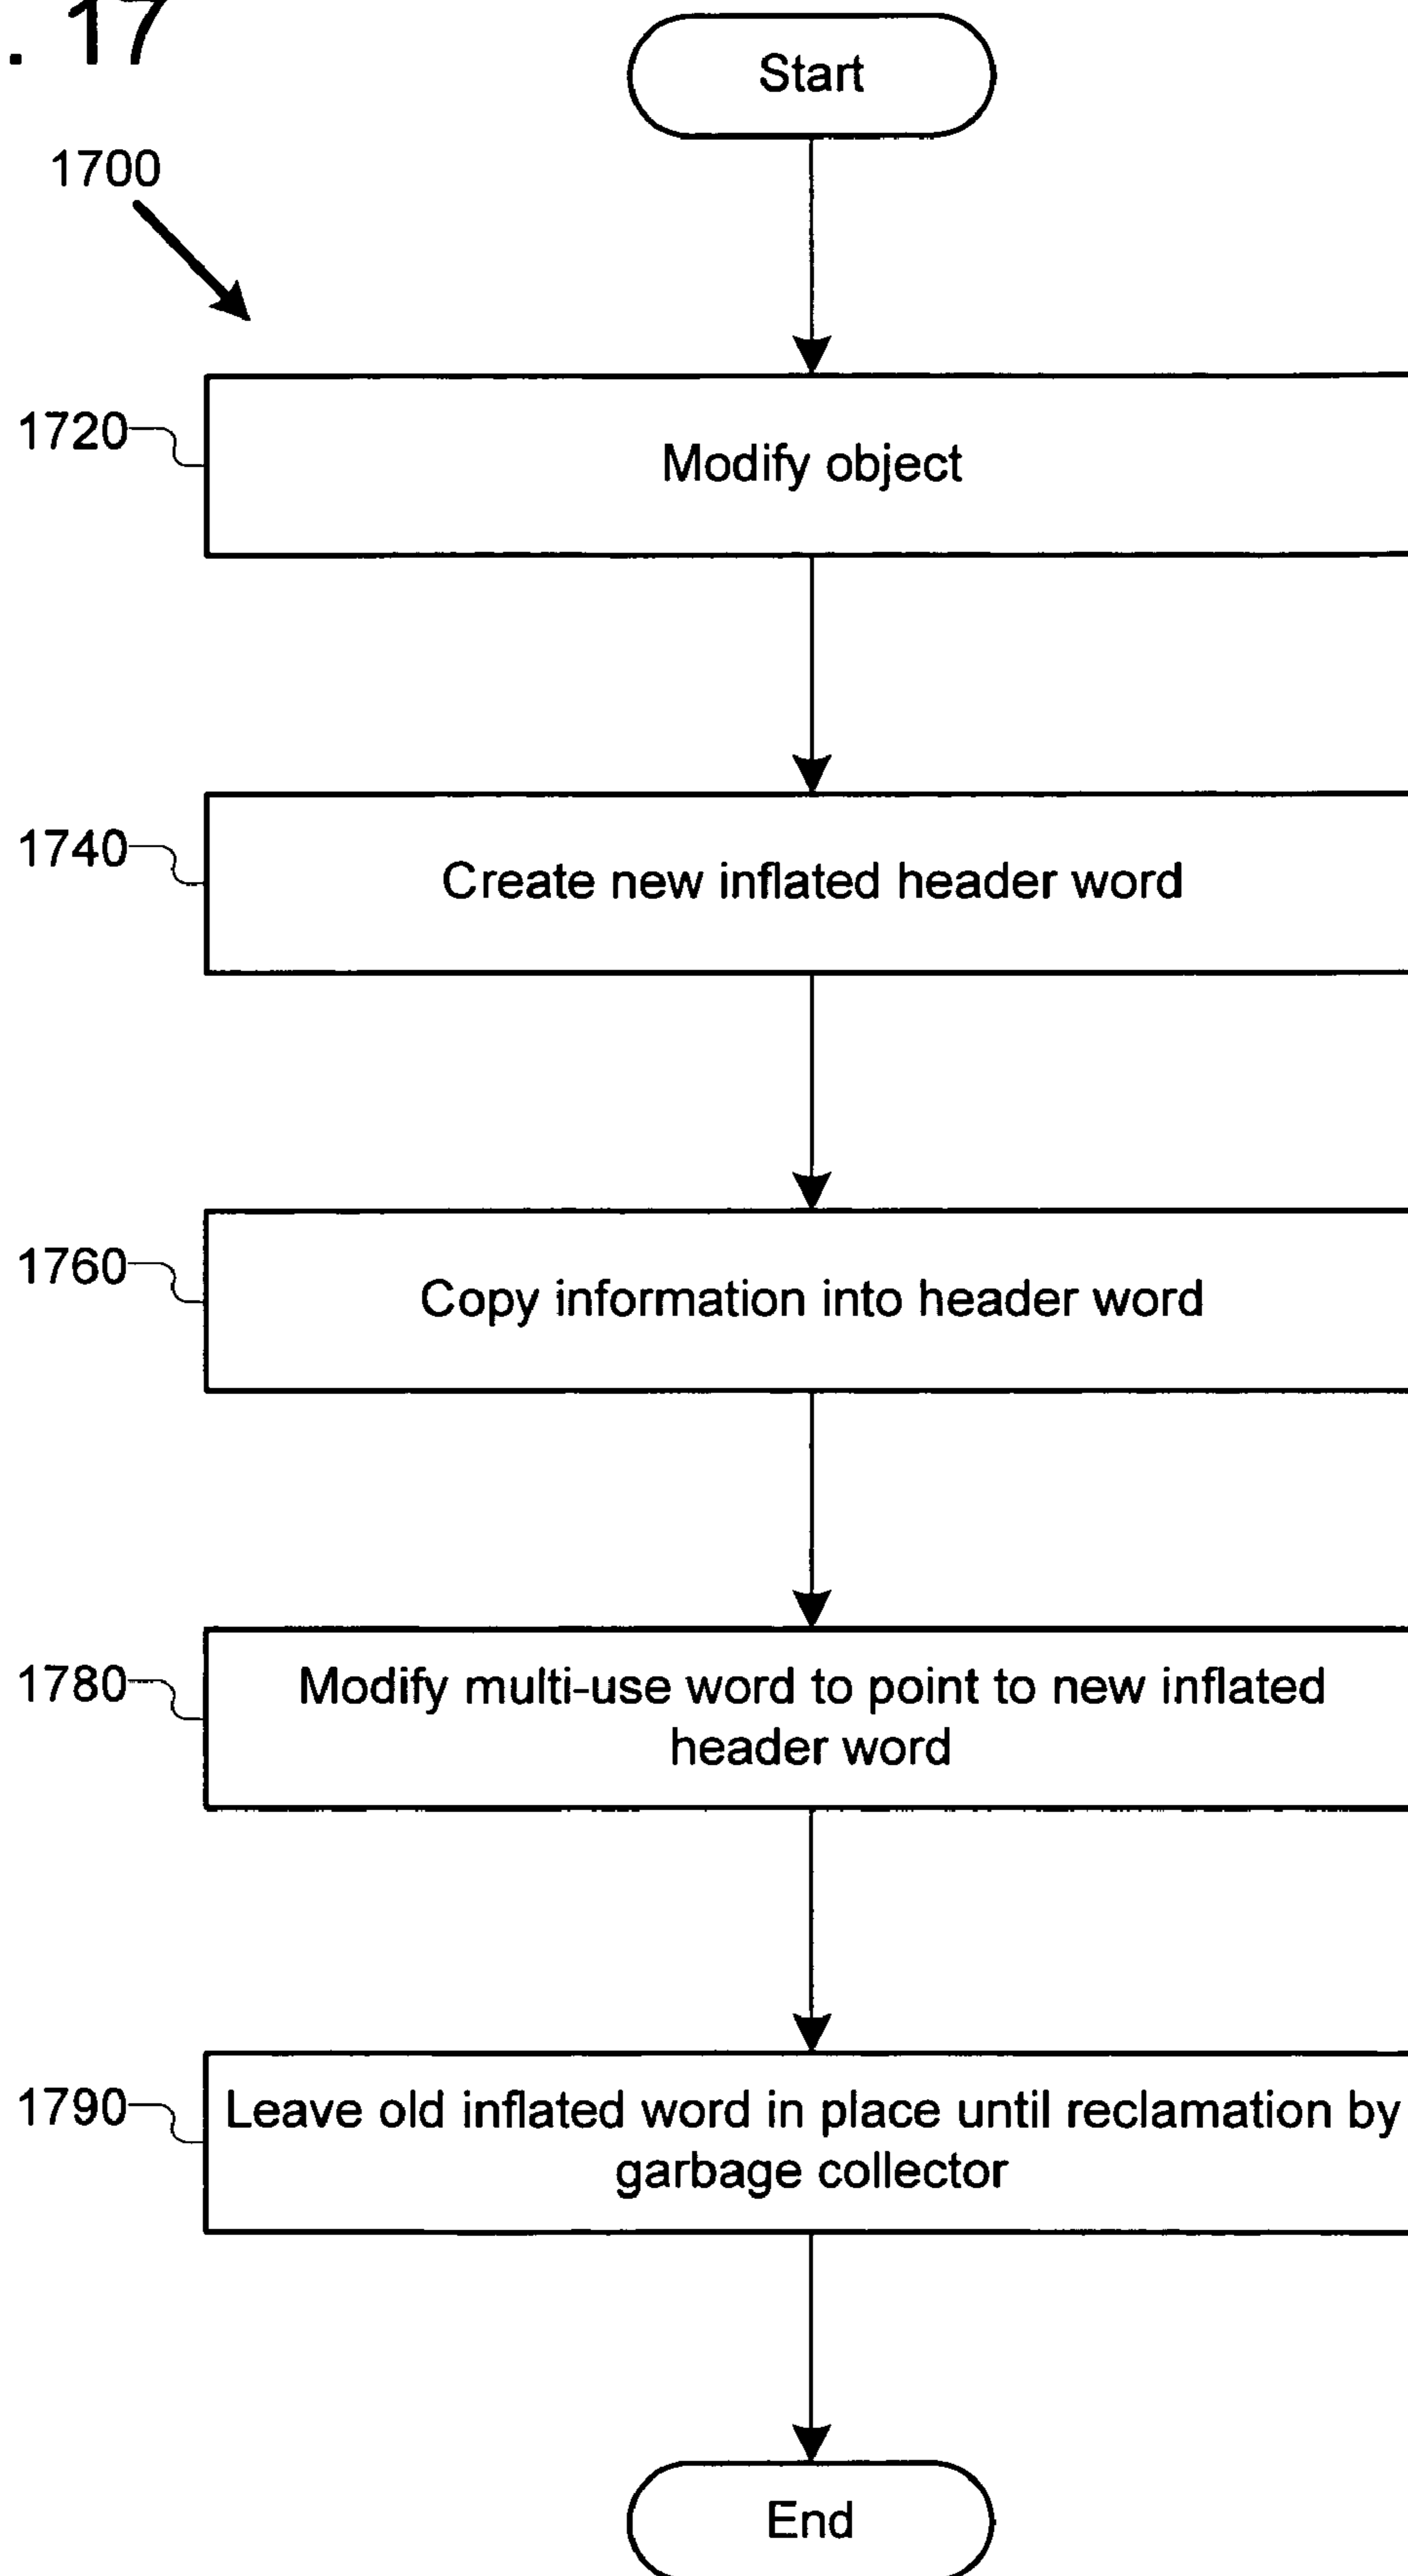 . 17
Start
1700
1720
Modify object
1740
Create new inflated header word
1760
Copy information into header word
1780
Modify multi-use word to point to new inflated
header word
1790
Leave old inflated word in place until reclamation by
garbage collector
End